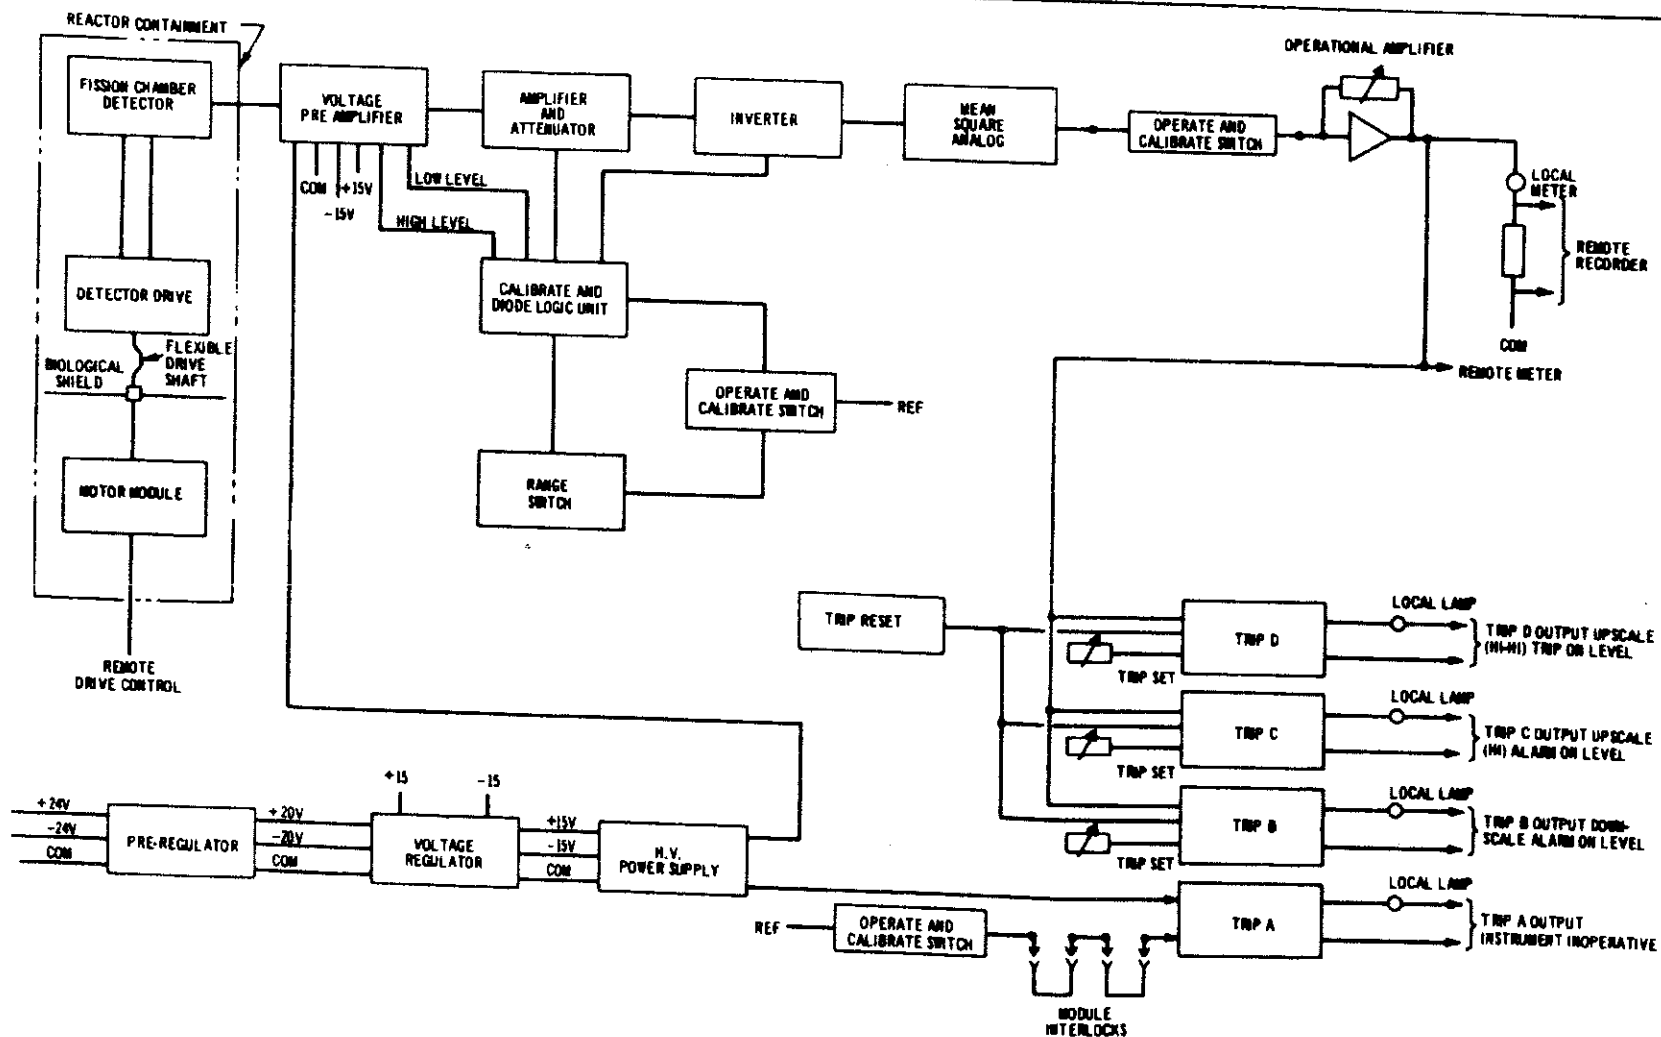 REACTOR CONTAINMENT
FISSION CHAMBER
DETECTOR
VOLTAGE
PRE AMPLIFIER
AMPLIFIER
AND
ATTENUATOR
INVERTER
MEAN
SQUARE
ANALOG
OPERATE AND
CALIBRATE SWITCH
OPERATIONAL AMPLIFIER
LOCAL
METER
REMOTE
RECORDER
COM
REMOTE METER
COM
+15V
-15V
LOW LEVEL
HIGH LEVEL
DETECTOR DRIVE
CALIBRATE AND
DIODE LOGIC UNIT
FLEXIBLE
DRIVE
SHAFT
BIOLOGICAL
SHIELD
OPERATE AND
CALIBRATE SWITCH
REF
MOTOR MODULE
RANGE
SWITCH
REMOTE
DRIVE CONTROL
TRIP RESET
TRIP SET
TRIP D
LOCAL LAMP
TRIP D OUTPUT UPSCALE
(HI-HI) TRIP ON LEVEL
TRIP SET
TRIP C
LOCAL LAMP
TRIP C OUTPUT UPSCALE
(HI) ALARM ON LEVEL
TRIP SET
TRIP B
LOCAL LAMP
TRIP B OUTPUT DOWN-
SCALE ALARM ON LEVEL
+24V
-24V
COM
PRE-REGULATOR
+20V
-20V
COM
+15
-15
VOLTAGE
REGULATOR
+15V
-15V
COM
H.V.
POWER SUPPLY
REF
OPERATE AND
CALIBRATE SWITCH
MODULE
INTERLOCKS
TRIP A
LOCAL LAMP
TRIP A OUTPUT
INSTRUMENT INOPERATIVE